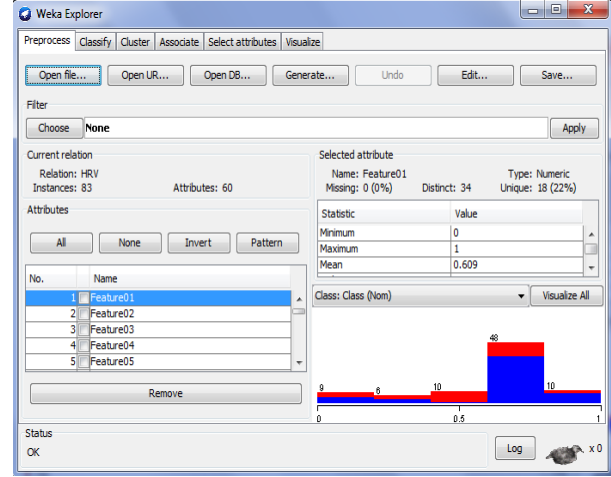 Weka Explorer
Preprocess Classify Cluster Associate Select attributes Visualize
Open file... Open UR... Open DB... Generate... Undo Edit... Save...
Filter
Choose None Apply
Current relation
Relation: HRV
Instances: 83 Attributes: 60
Selected attribute
Name: Feature01 Type: Numeric
Missing: 0 (0%) Distinct: 34 Unique: 18 (22%)
Attributes
All None Invert Pattern
No. Name
1 Feature01
2 Feature02
3 Feature03
4 Feature04
5 Feature05
Remove
Statistic Value
Minimum 0
Maximum 1
Mean 0.609
Class: Class (Nom) Visualize All
9 6 10 48 10
0 0.5 1
Status
OK
Log x 0